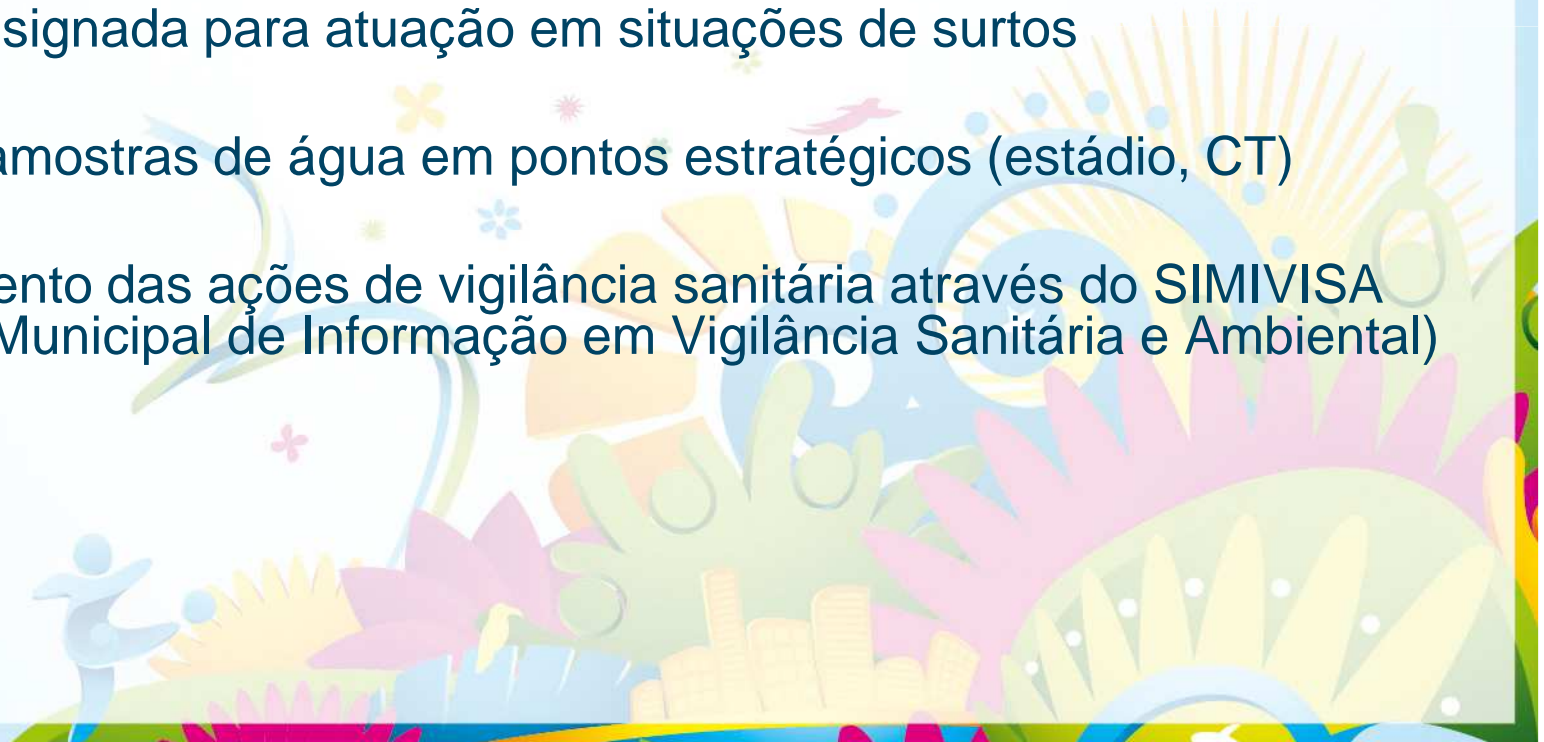 signada para atuação em situações de surtos
amostras de água em pontos estratégicos (estádio, CT)
ento das ações de vigilância sanitária através do SIMIVISA
Municipal de Informação em Vigilância Sanitária e Ambiental)